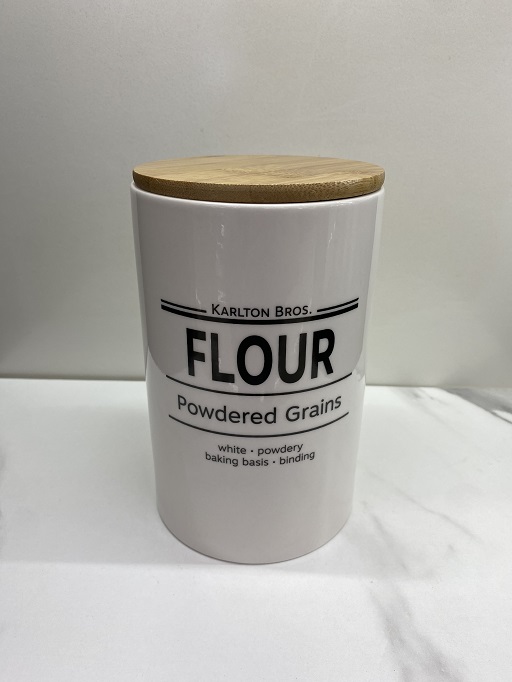 KARLTON BROS.
FLOUR
Powdered Grains
white • powdery
baking basis • binding